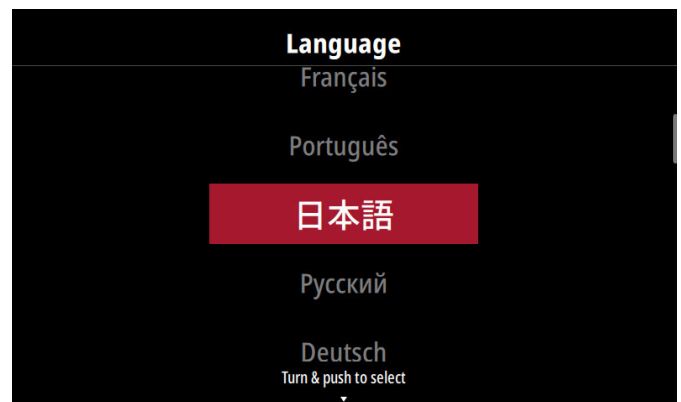 Language
Français
Português
日本語
Русский
Deutsch
Turn & push to select